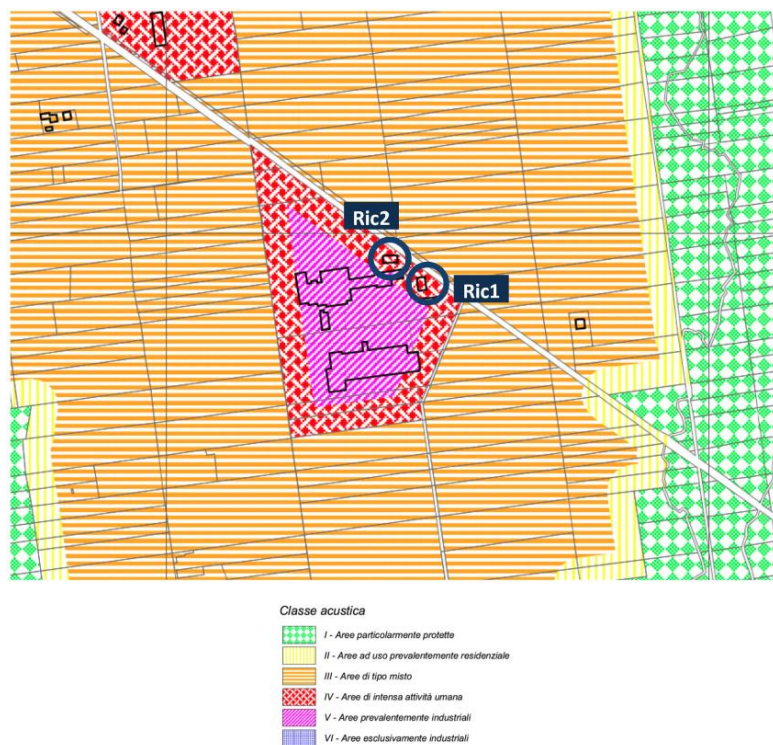 Ric2
Ric1
Classe acustica
I - Aree particolarmente protette
II - Aree ad uso prevalentemente residenziale
III - Aree di tipo misto
IV - Aree di intensa attività umana
V - Aree prevalentemente industriali
VI - Aree esclusivamente industriali